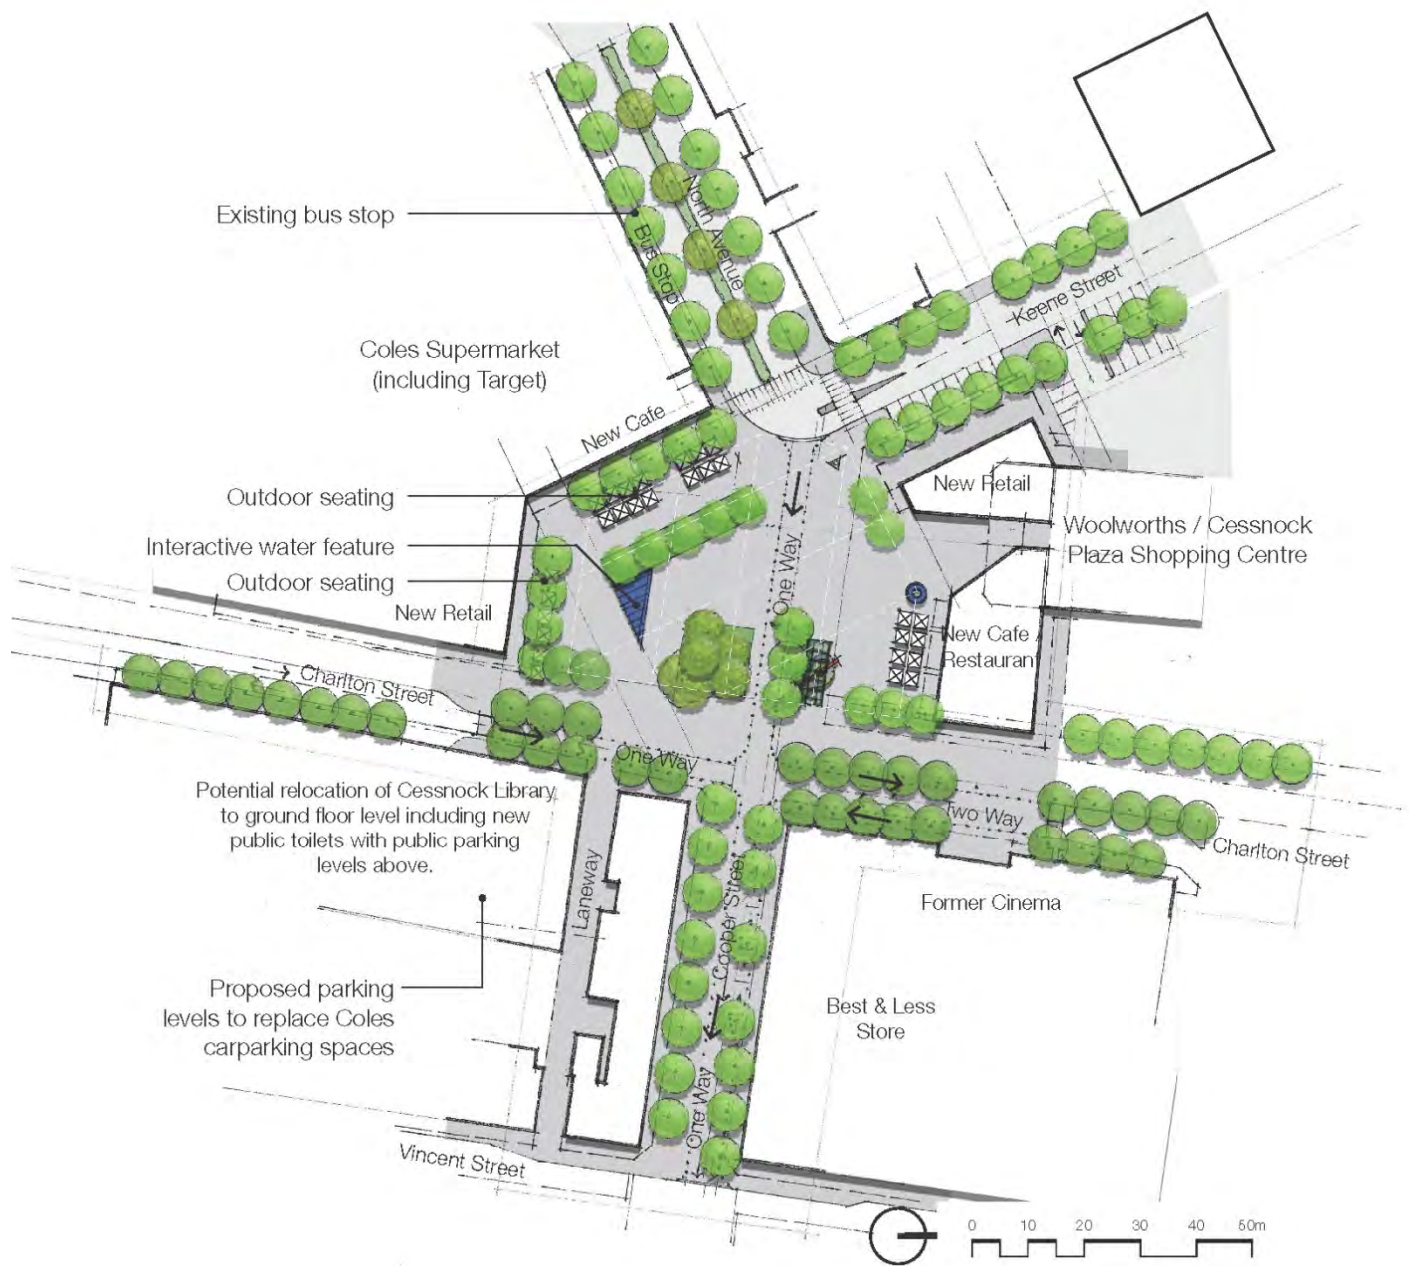 North Avenue
Existing bus stop
Bus Stop
Keene Street
Coles Supermarket
(including Target)
New Cafe
Outdoor seating
New Retail
Woolworths / Cessnock
Plaza Shopping Centre
Interactive water feature
One Way
Outdoor seating
New Retail
New Cafe /
Restauran
Charlton Street
One Way
Potential relocation of Cessnock Library
to ground floor level including new
public toilets with public parking
levels above.
Two Way
Charlton Street
Laneway
Cooper Street
Former Cinema
Proposed parking
levels to replace Coles
carparking spaces
Best & Less
Store
One Way
Vincent Street
0 10 20 30 40 50m